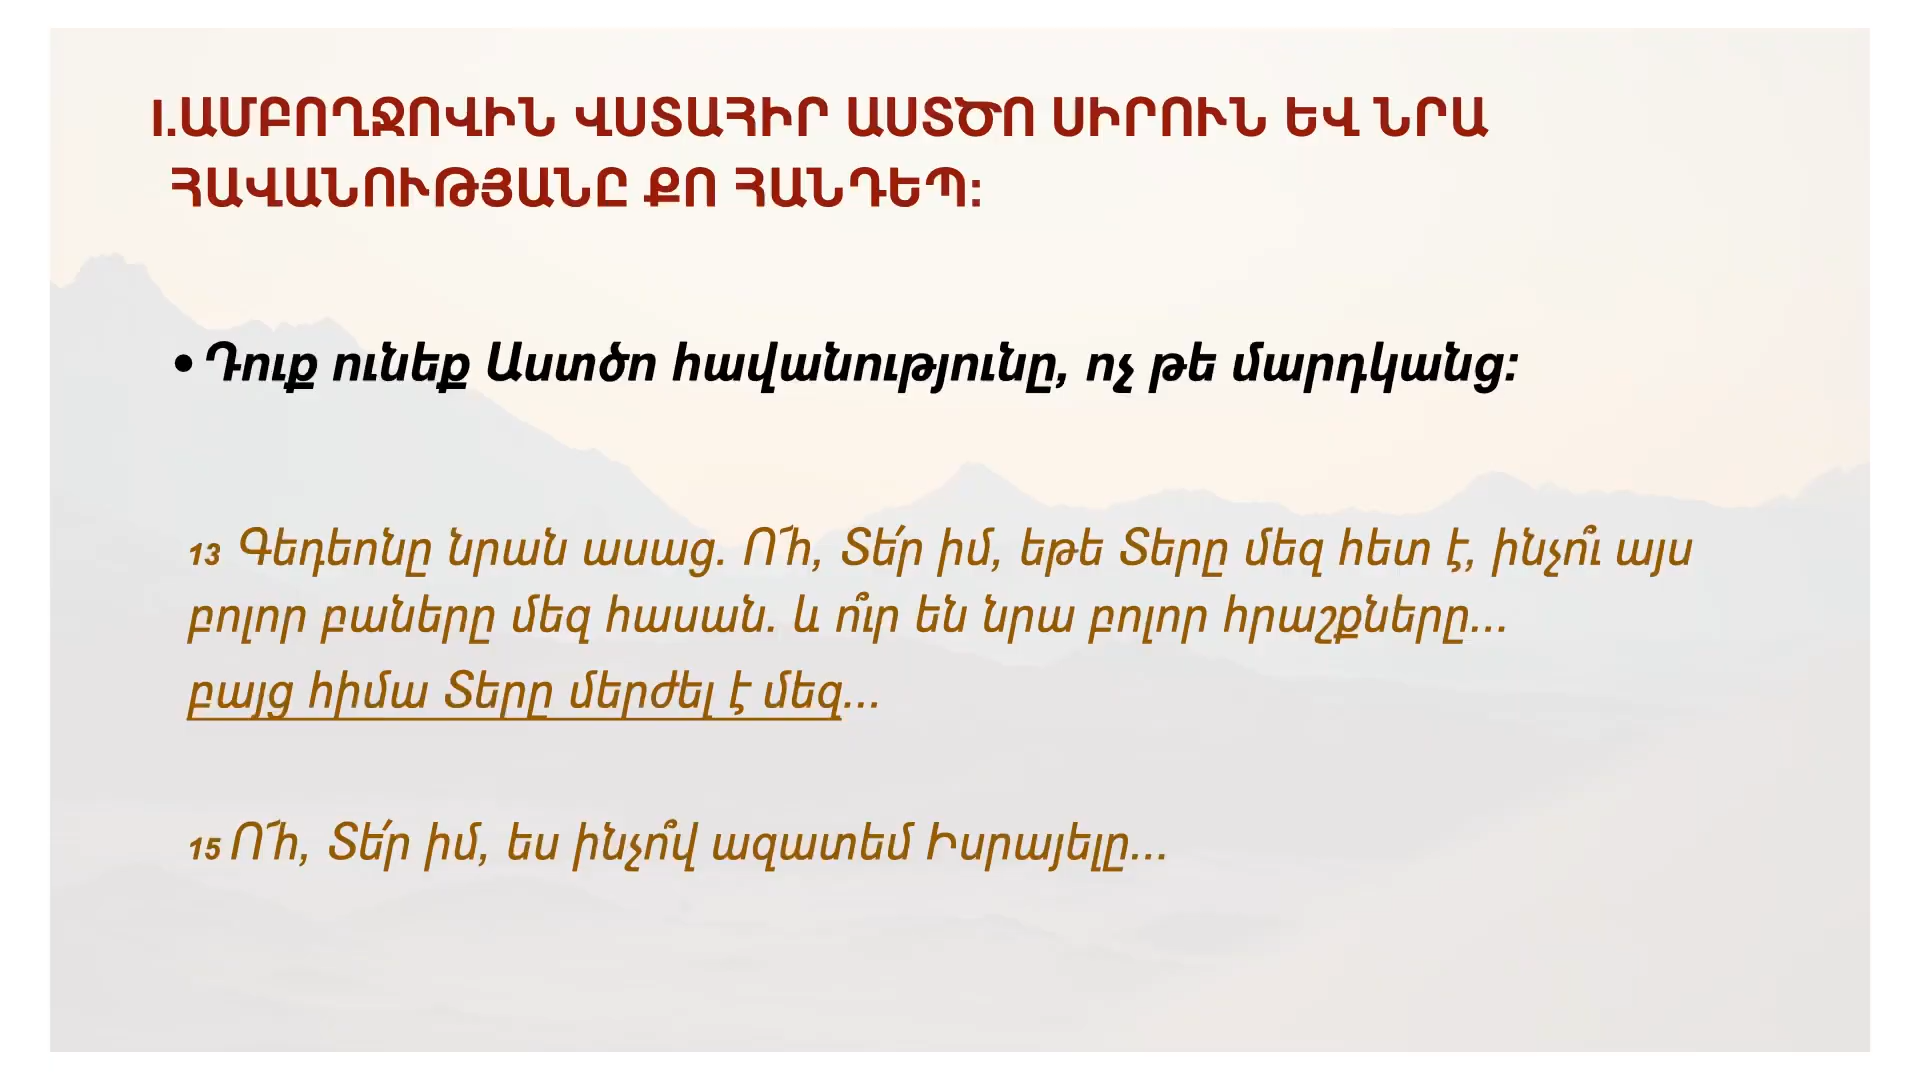 I.ԱՄԲՈՂՋՈՎԻՆ ՎՍՏԱՀԻՐ ԱՍՏԾՈ ՍԻՐՈՒՆ ԵՎ ՆՐԱ
ՀԱՎԱՆՈՒԹՅԱՆԸ ՔՈ ՀԱՆԴԵՊ:
• Դուք ունեք Աստծո հավանությունը, ոչ թե մարդկանց:
13 Գեդեոնը նրան ասաց. Ո՜հ, Տե՛ր իմ, եթե Տերը մեզ հետ է, ինչո՞ւ այս
բոլոր բաները մեզ հասան. և ո՞ւր են նրա բոլոր հրաշքները...
բայց հիմա Տերը մերժել է մեզ...
15 Ո՜հ, Տե՛ր իմ, ես ինչո՞վ ազատեմ Իսրայելը...